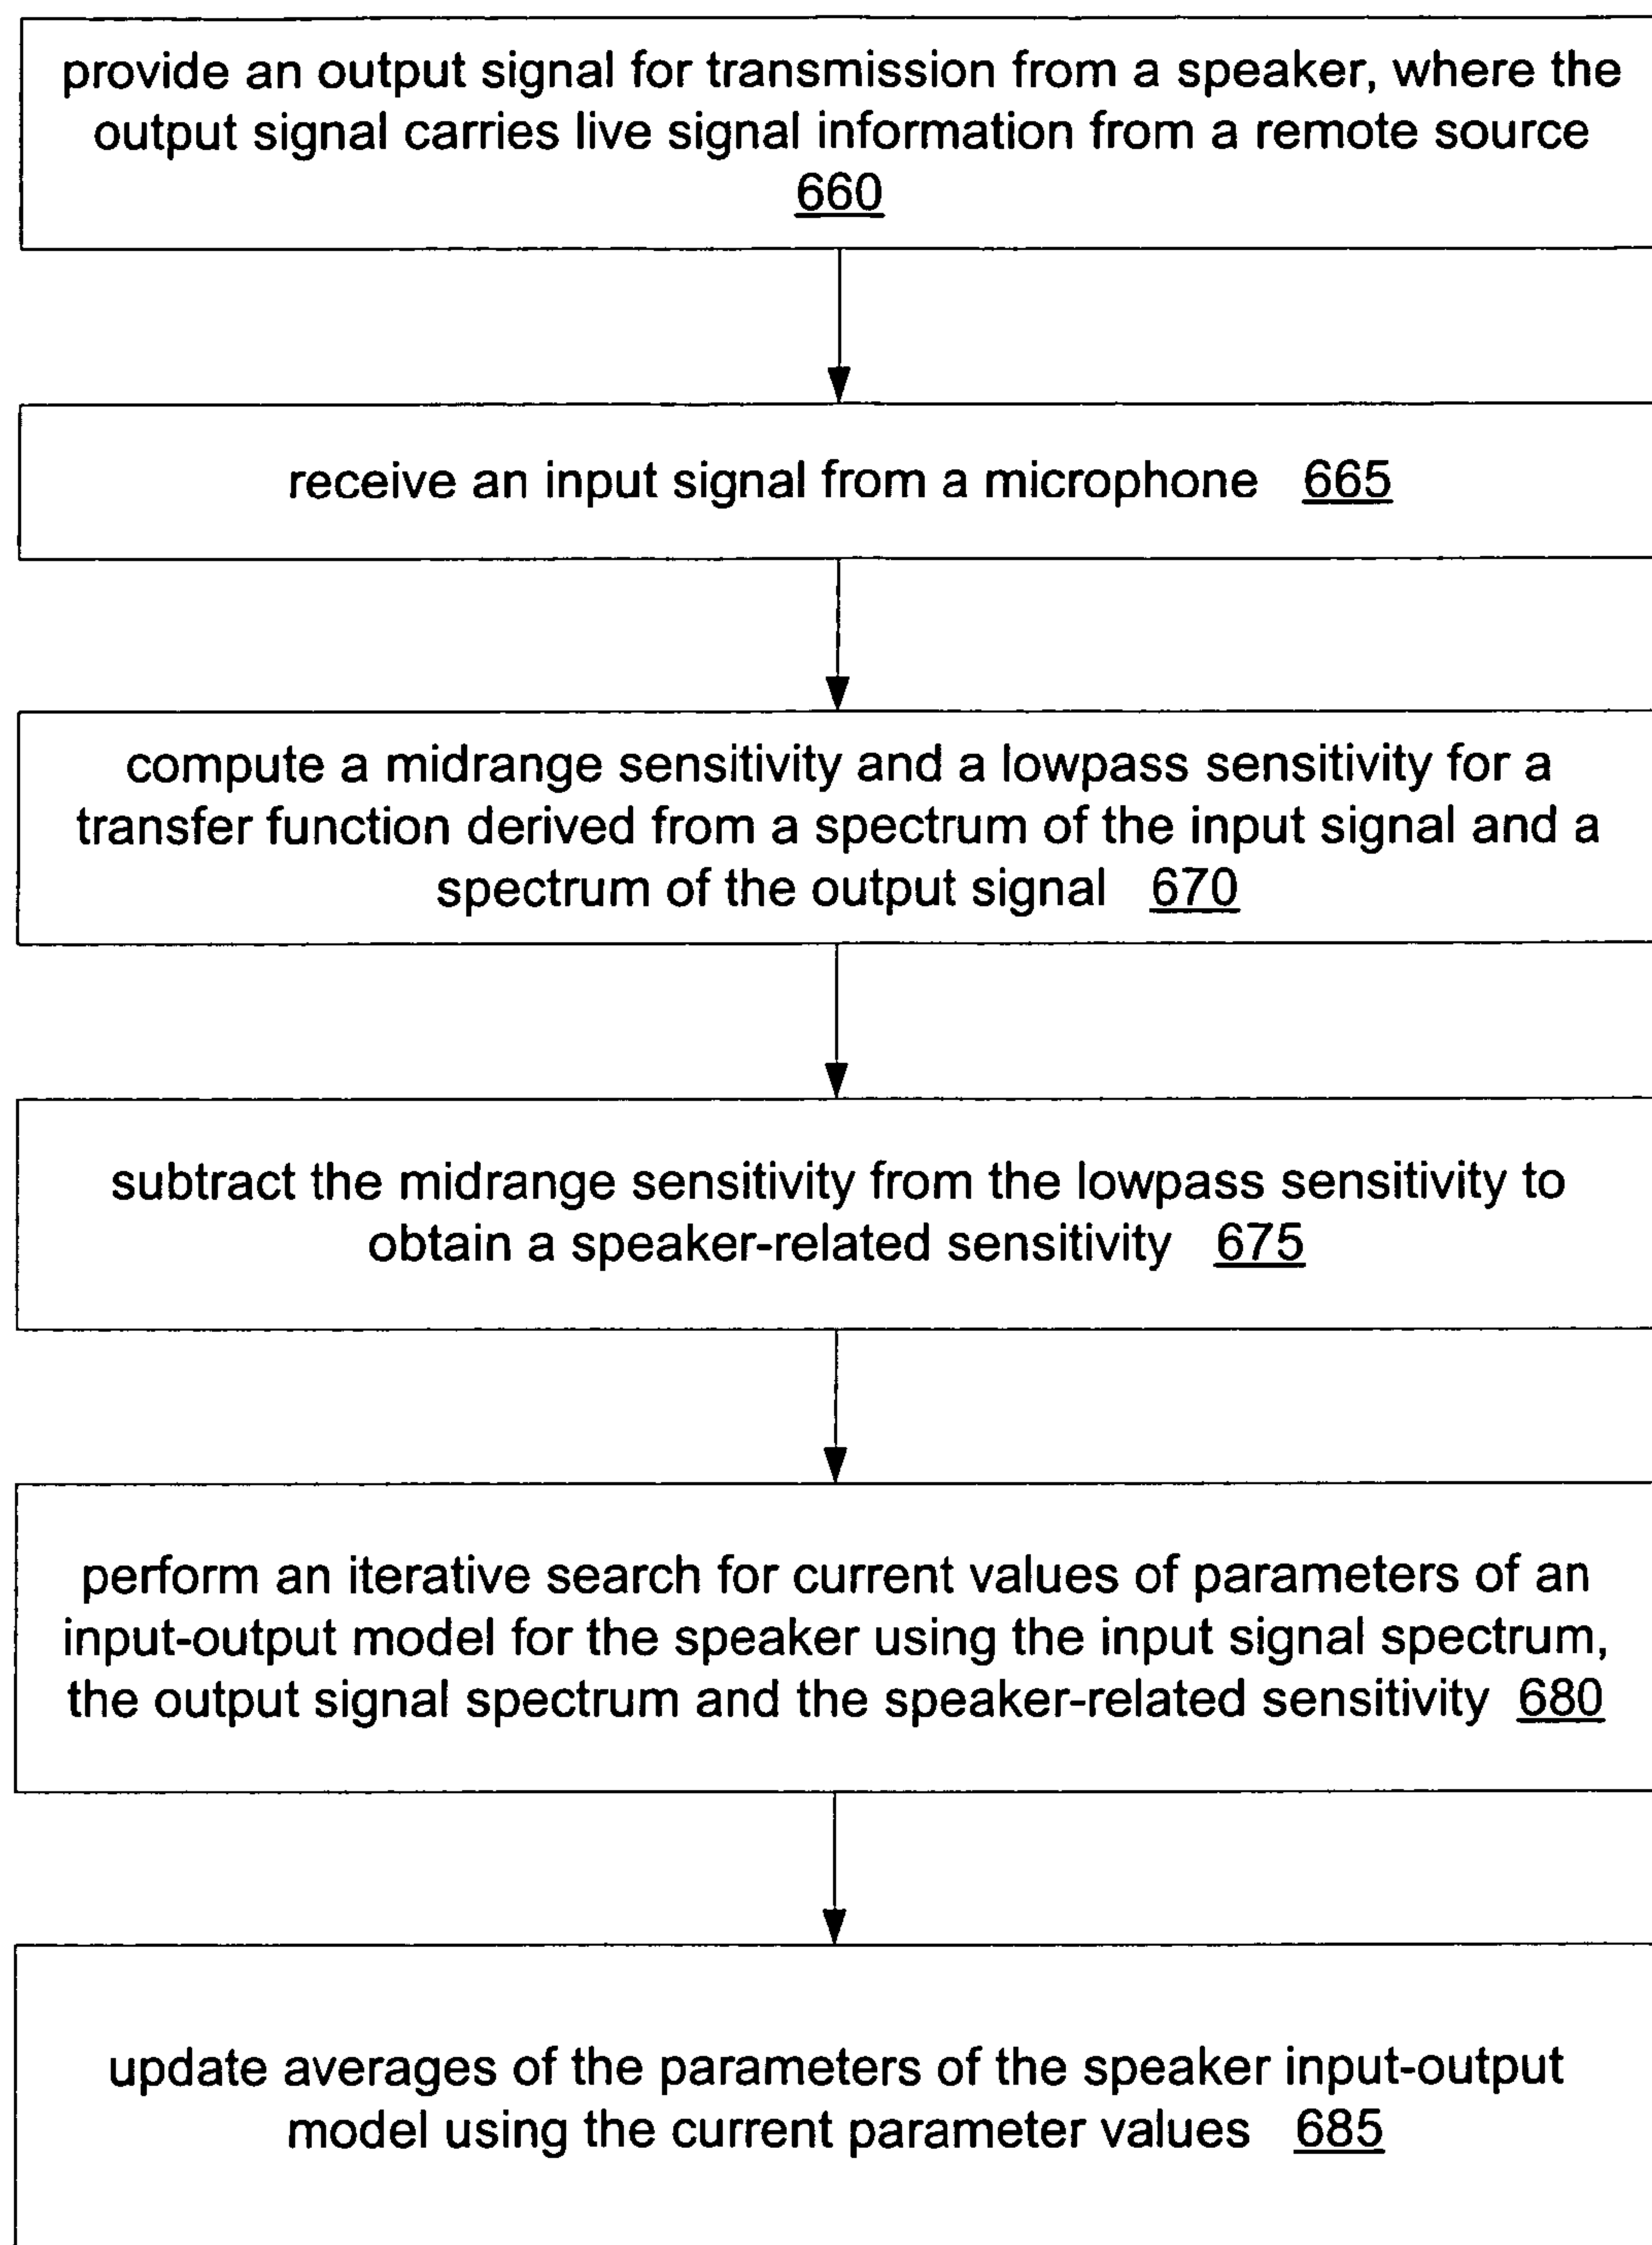 provide an output signal for transmission from a speaker, where the
output signal carries live signal information from a remote source
660
receive an input signal from a microphone 665
compute a midrange sensitivity and a lowpass sensitivity for a
transfer function derived from a spectrum of the input signal and a
spectrum of the output signal 670
subtract the midrange sensitivity from the lowpass sensitivity to
obtain a speaker-related sensitivity 675
perform an iterative search for current values of parameters of an
input-output model for the speaker using the input signal spectrum,
the output signal spectrum and the speaker-related sensitivity 680
update averages of the parameters of the speaker input-output
model using the current parameter values 685